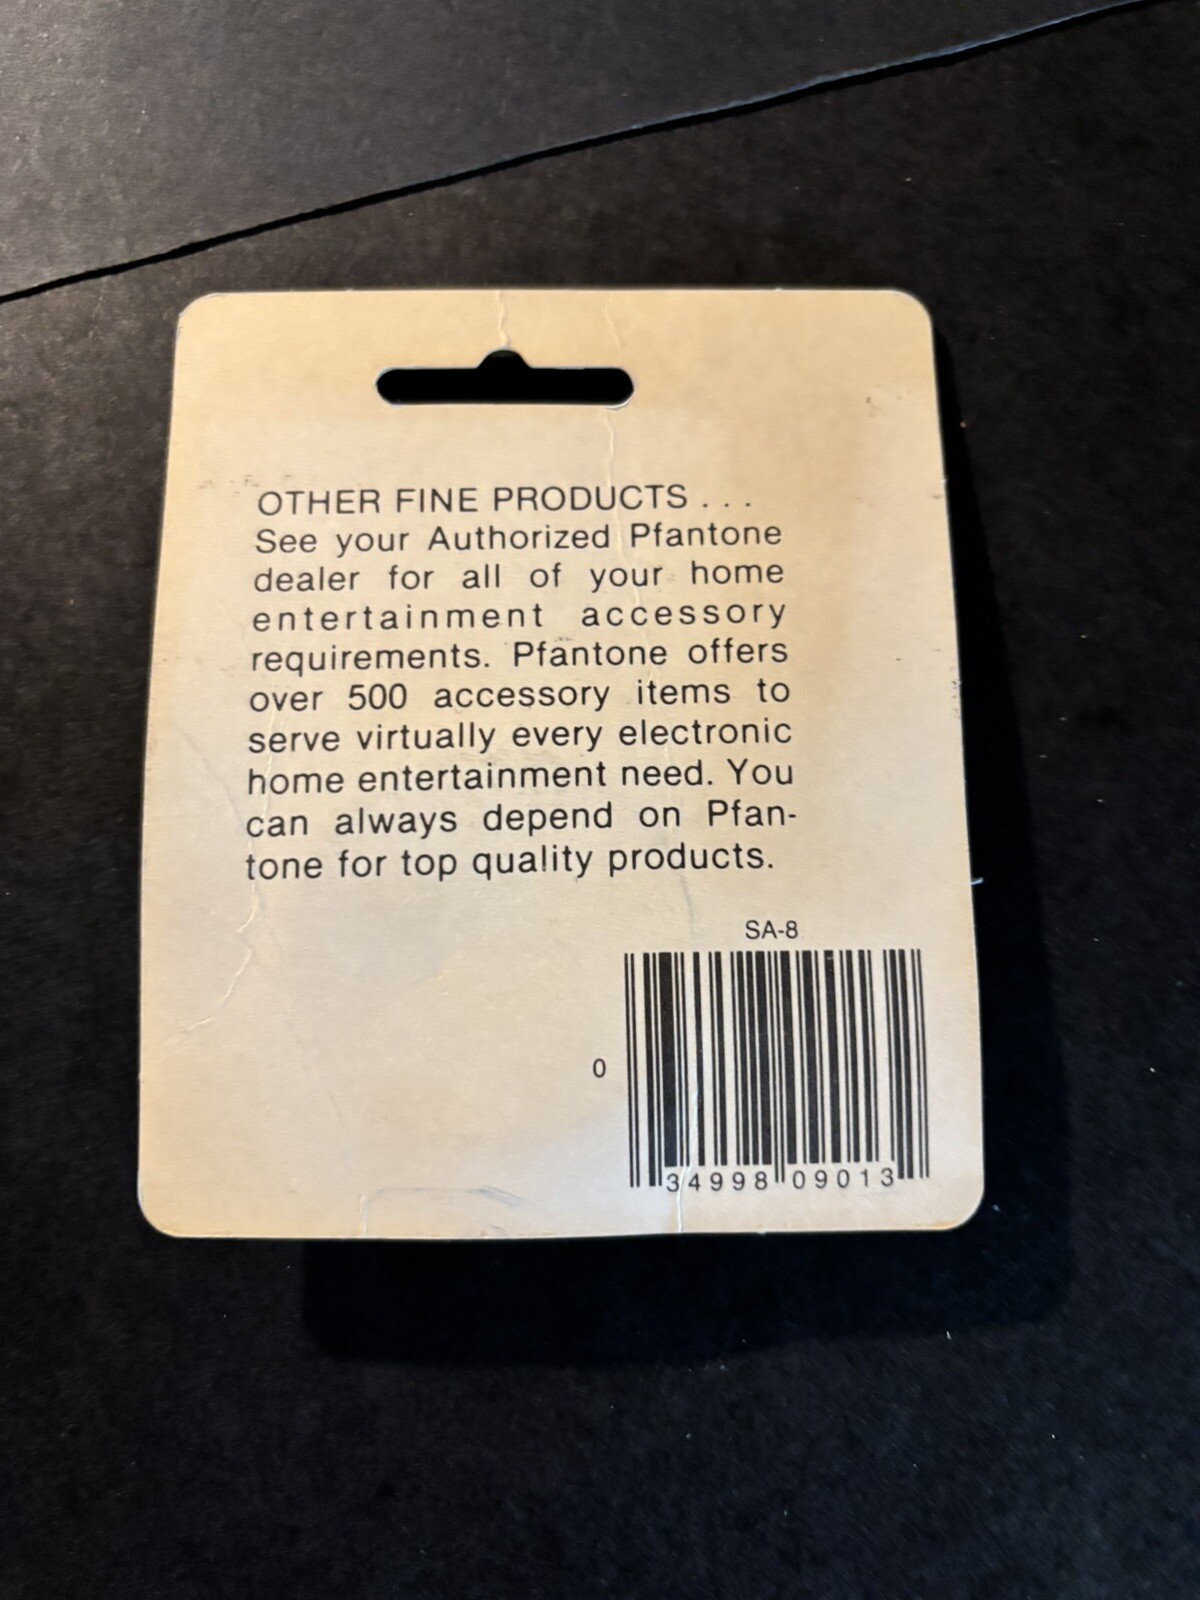 OTHER FINE PRODUCTS . . .
See your Authorized Pfantone
dealer for all of your home
entertainment accessory
requirements. Pfantone offers
over 500 accessory items to
serve virtually every electronic
home entertainment need. You
can always depend on Pfan-
tone for top quality products.
SA-8
0
34998 09013